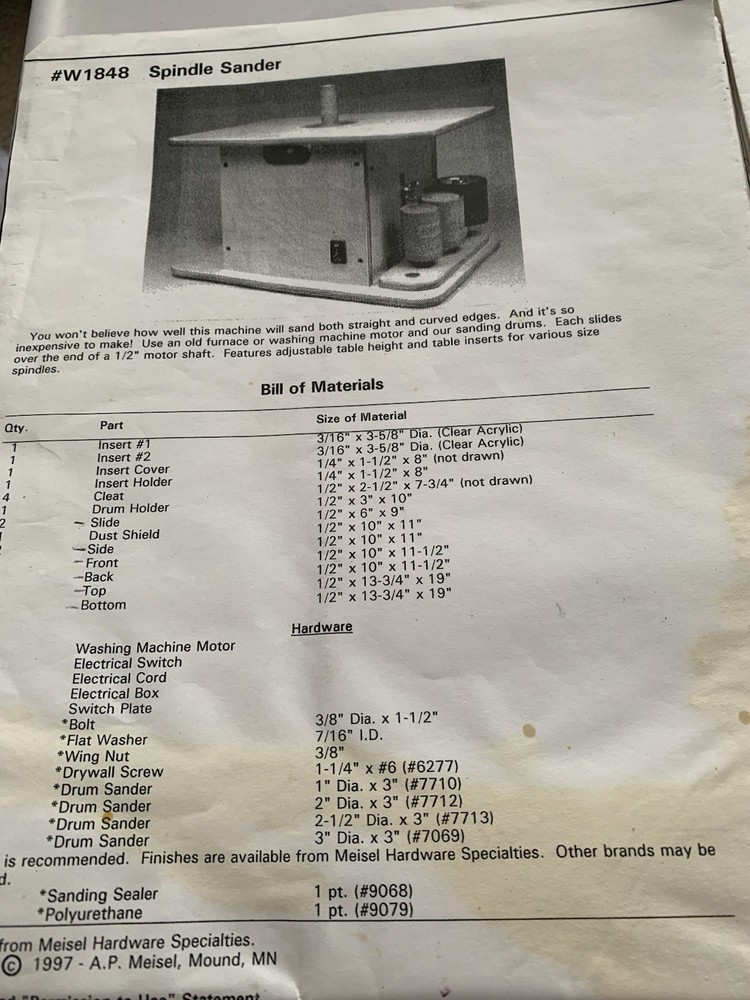 #W1848 Spindle Sander
You won't believe how well this machine will sand both straight and curved edges. And it's so
inexpensive to make! Use an old furnace or washing machine motor and our sanding drums. Each slides
over the end of a 1/2" motor shaft. Features adjustable table height and table inserts for various size
spindles.
Bill of Materials
Qty. Part Size of Material
1 Insert #1 3/16" x 3-5/8" Dia. (Clear Acrylic)
1 Insert #2 3/16" x 3-5/8" Dia. (Clear Acrylic)
1 Insert Cover 1/4" x 1-1/2" x 8" (not drawn)
1 Insert Holder 1/4" x 1-1/2" x 8"
4 Cleat 1/2" x 2-1/2" x 7-3/4" (not drawn)
1 Drum Holder 1/2" x 3" x 10"
2 Slide 1/2" x 6" x 9"
Dust Shield 1/2" x 10" x 11"
Side 1/2" x 10" x 11"
Front 1/2" x 10" x 11-1/2"
Back 1/2" x 10" x 11-1/2"
Top 1/2" x 13-3/4" x 19"
Bottom 1/2" x 13-3/4" x 19"
Hardware
Washing Machine Motor
Electrical Switch
Electrical Cord
Electrical Box
Switch Plate
*Bolt 3/8" Dia. x 1-1/2"
*Flat Washer 7/16" I.D.
*Wing Nut 3/8"
*Drywall Screw 1-1/4" x #6 (#6277)
*Drum Sander 1" Dia. x 3" (#7710)
*Drum Sander 2" Dia. x 3" (#7712)
*Drum Sander 2-1/2" Dia. x 3" (#7713)
*Drum Sander 3" Dia. x 3" (#7069)
is recommended. Finishes are available from Meisel Hardware Specialties. Other brands may be
d.
*Sanding Sealer 1 pt. (#9068)
*Polyurethane 1 pt. (#9079)
from Meisel Hardware Specialties.
© 1997 - A.P. Meisel, Mound, MN
"Permission to Use" Statement